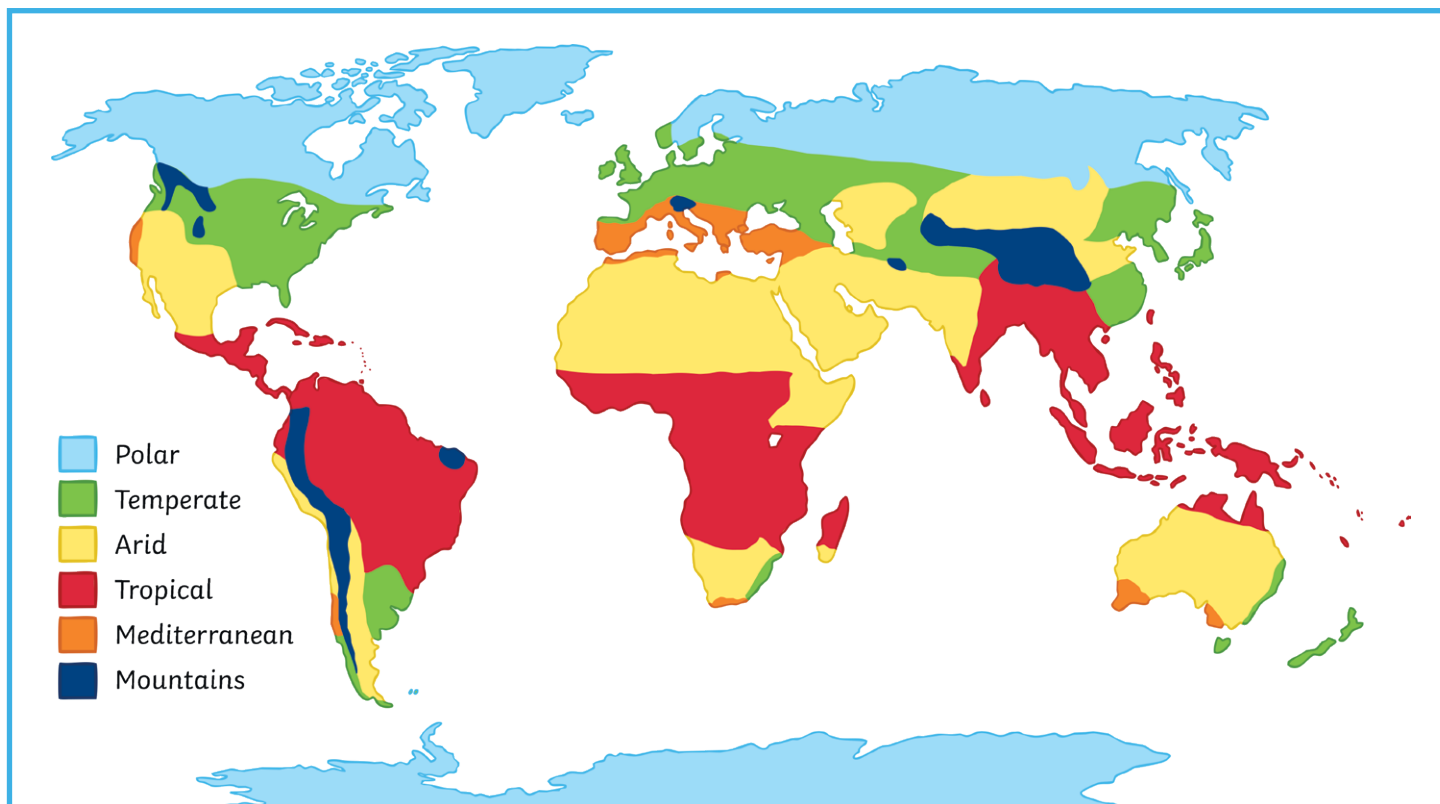 Polar
Temperate
Arid
Tropical
Mediterranean
Mountains